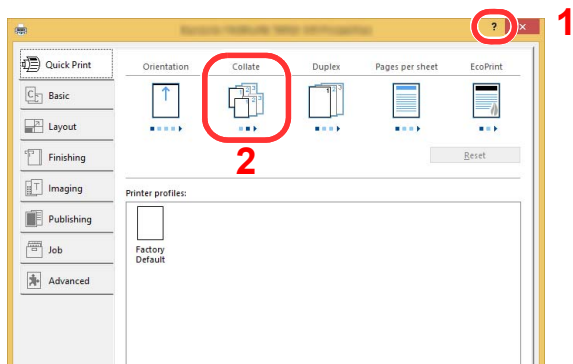 ? × 1
Quick Print
Basic
Layout
Finishing
Imaging
Publishing
Job
Advanced
Orientation Collate Duplex Pages per sheet EcoPrint
2
Reset
Printer profiles:
Factory
Default